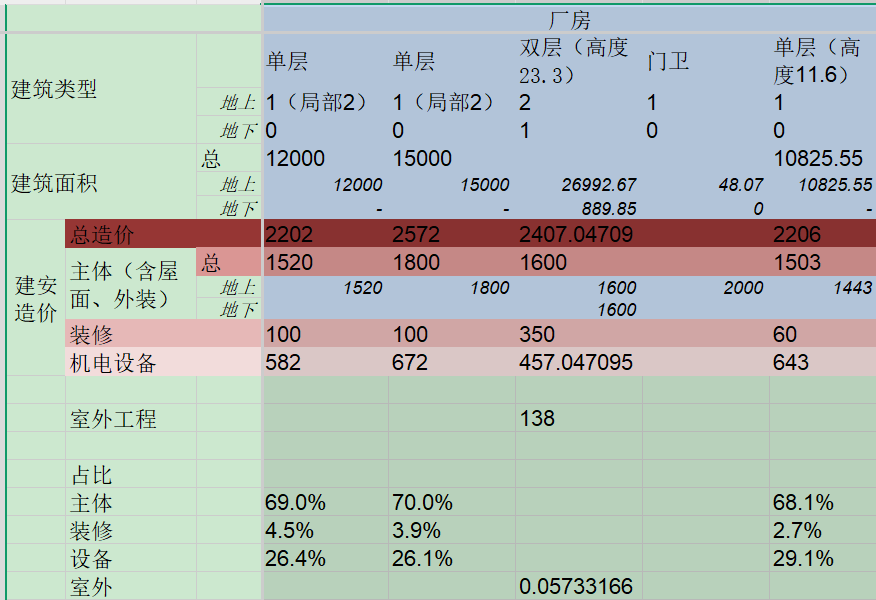 厂房
建筑类型 单层 单层 双层（高度23.3） 门卫 单层（高度11.6）
地上 1（局部2） 1（局部2） 2 1 1
地下 0 0 1 0 0
建筑面积 总 12000 15000 10825.55
地上 12000 15000 26992.67 48.07 10825.55
地下 - - 889.85 0 -
建安造价 总造价 2202 2572 2407.04709 2206
主体（含屋面、外装） 总 1520 1800 1600 1503
地上 1520 1800 1600 2000 1443
地下 1600
装修 100 100 350 60
机电设备 582 672 457.047095 643
室外工程 138
占比
主体 69.0% 70.0% 68.1%
装修 4.5% 3.9% 2.7%
设备 26.4% 26.1% 29.1%
室外 0.05733166